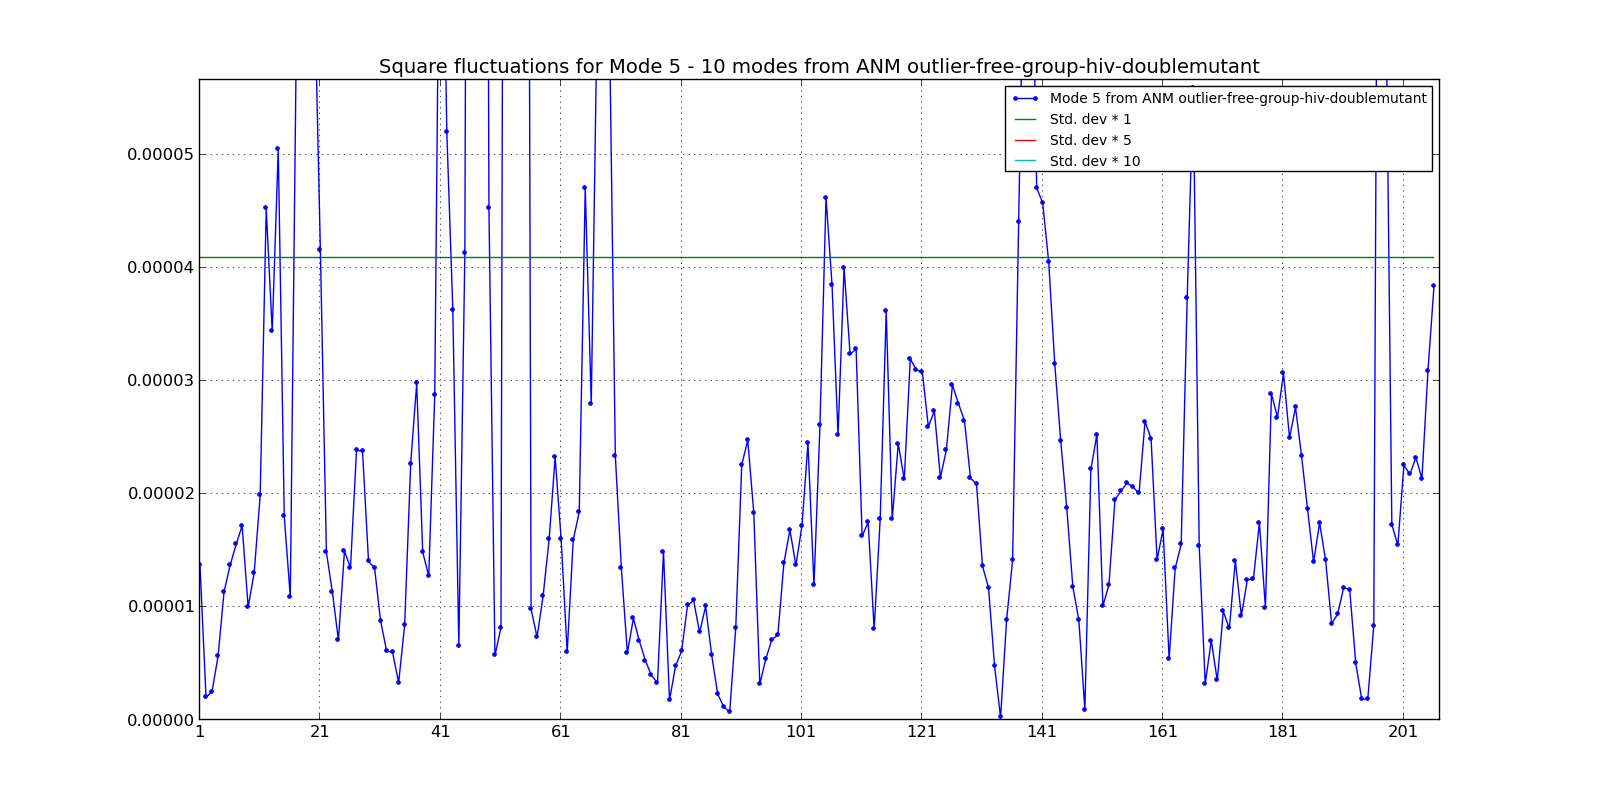 Square fluctuations for Mode 5 - 10 modes from ANM outlier-free-group-hiv-doublemutant
Mode 5 from ANM outlier-free-group-hiv-doublemutant
Std. dev * 1
Std. dev * 5
Std. dev * 10
0.00005
0.00004
0.00003
0.00002
0.00001
0.00000
1 21 41 61 81 101 121 141 161 181 201